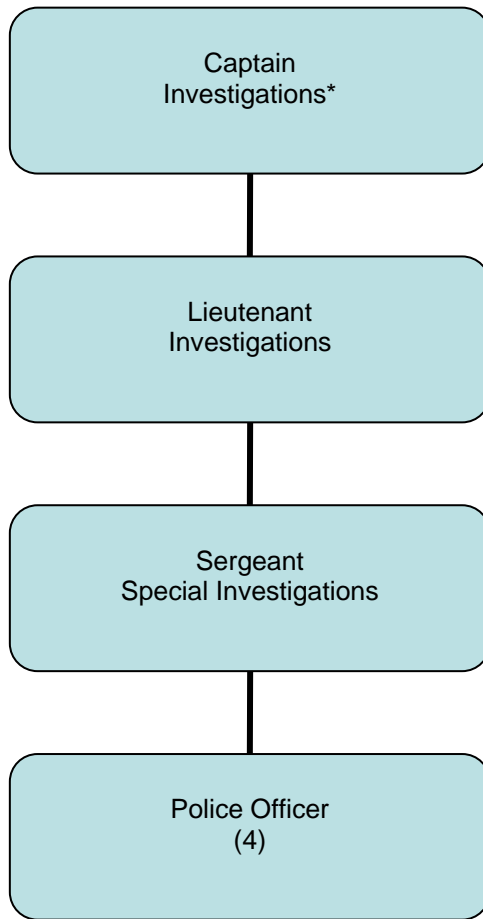 Captain
Investigations*
Lieutenant
Investigations
Sergeant
Special Investigations
Police Officer
(4)